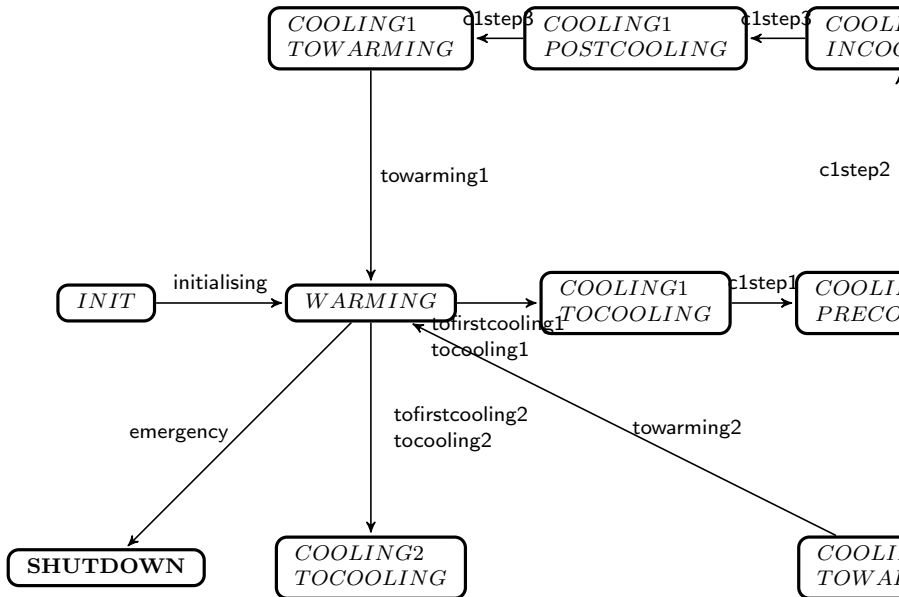 COOLING1
TOWARMING
c1step3
COOLING1
POSTCOOLING
c1step3
towarming1
c1step2
INIT
initialising
WARMING
tofirstcooling1
tocooling1
COOLING1
TOCOOLING
c1step1
emergency
tofirstcooling2
tocooling2
towarming2
SHUTDOWN
COOLING2
TOCOOLING